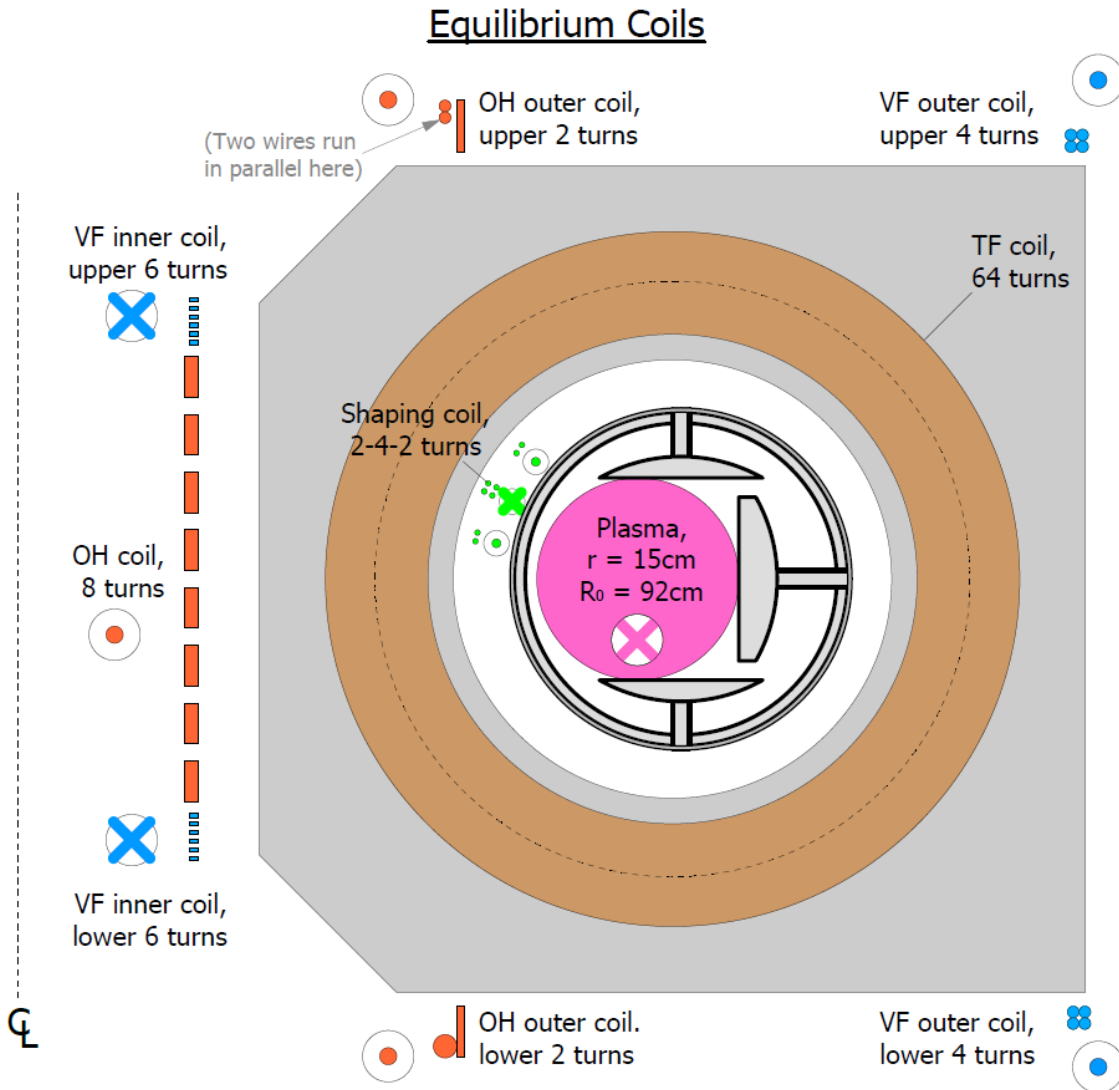 Equilibrium Coils
OH outer coil,
upper 2 turns
VF outer coil,
upper 4 turns
(Two wires run
in parallel here)
VF inner coil,
upper 6 turns
TF coil,
64 turns
Shaping coil,
2-4-2 turns
Plasma,
r = 15cm
R₀ = 92cm
OH coil,
8 turns
VF inner coil,
lower 6 turns
OH outer coil.
lower 2 turns
VF outer coil,
lower 4 turns
℄